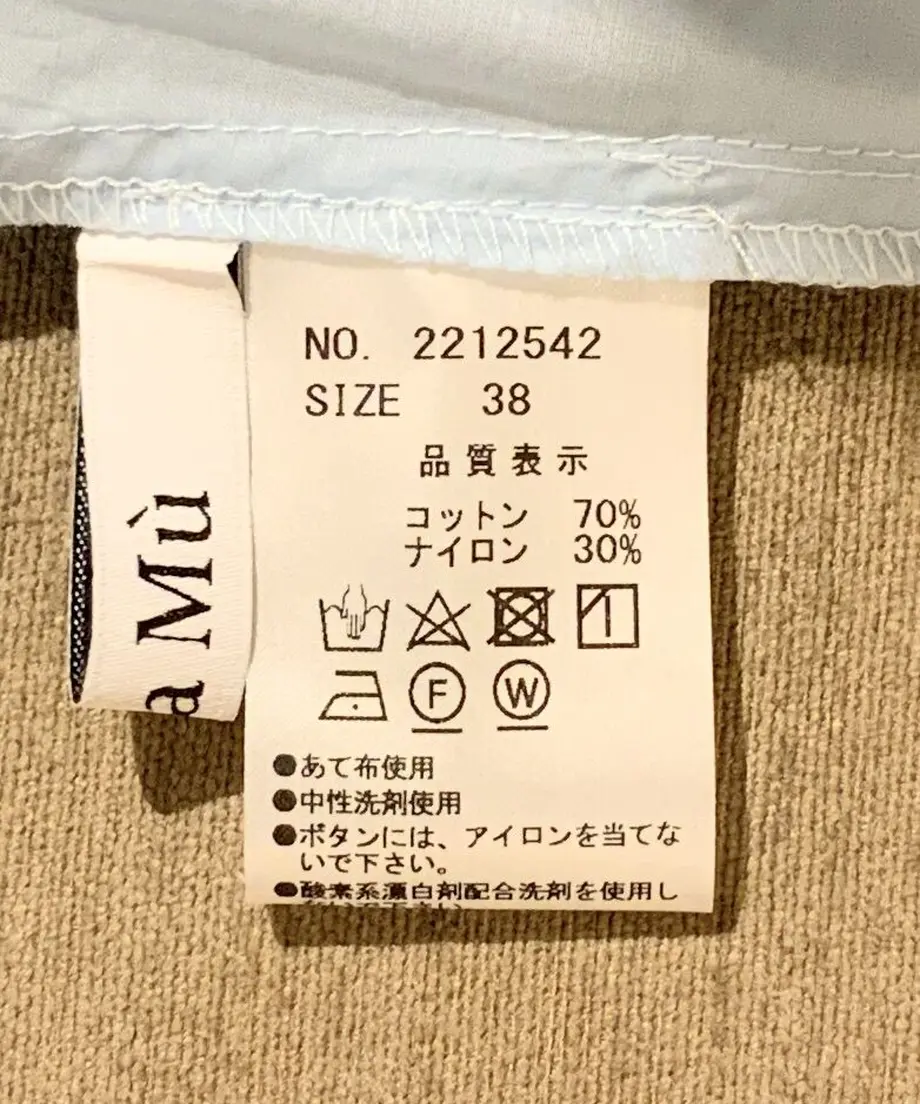 a Mù
NO. 2212542
SIZE 38
品質表示
コットン 70%
ナイロン 30%
F W
●あて布使用
●中性洗剤使用
●ボタンには、アイロンを当てな
いで下さい。
●酸素系漂白剤配合洗剤を使用し